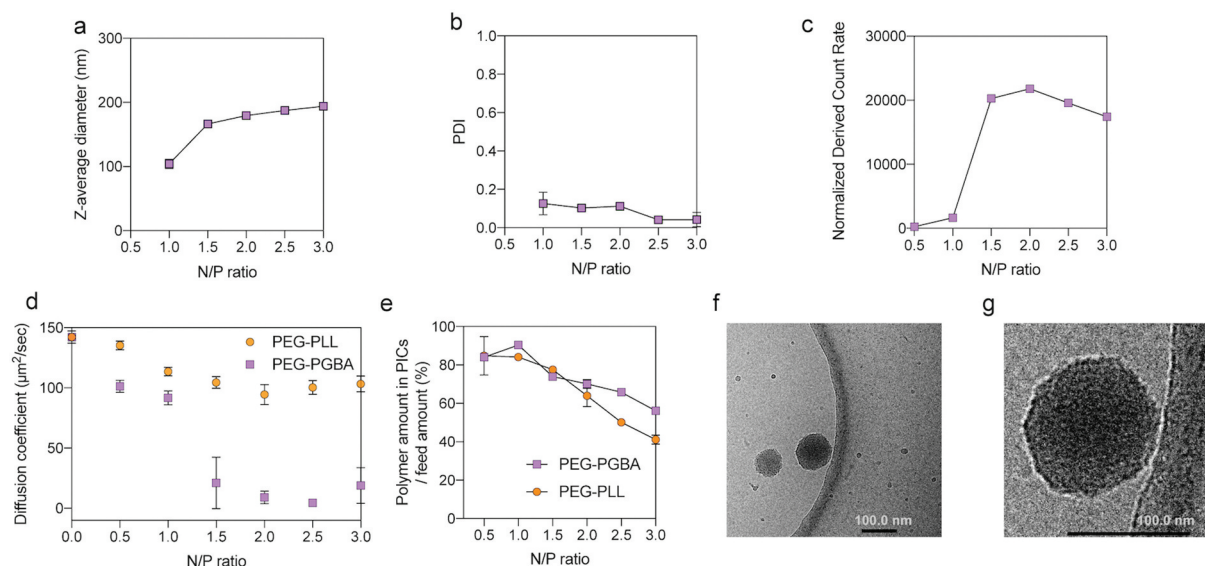 a
300
200
100
0
0.5 1.0 1.5 2.0 2.5 3.0
Z-average diameter (nm)
N/P ratio
b
1.0
0.8
0.6
0.4
0.2
0.0
0.5 1.0 1.5 2.0 2.5 3.0
PDI
N/P ratio
c
30000
20000
10000
0
0.5 1.0 1.5 2.0 2.5 3.0
Normalized Derived Count Rate
N/P ratio
d
150
100
50
0
0.0 0.5 1.0 1.5 2.0 2.5 3.0
Diffusion coefficient (μm²/sec)
N/P ratio
PEG-PLL
PEG-PGBA
e
100
80
60
40
20
0
0.5 1.0 1.5 2.0 2.5 3.0
Polymer amount in PICs
/ feed amount (%)
N/P ratio
PEG-PGBA
PEG-PLL
f
100.0 nm
g
100.0 nm